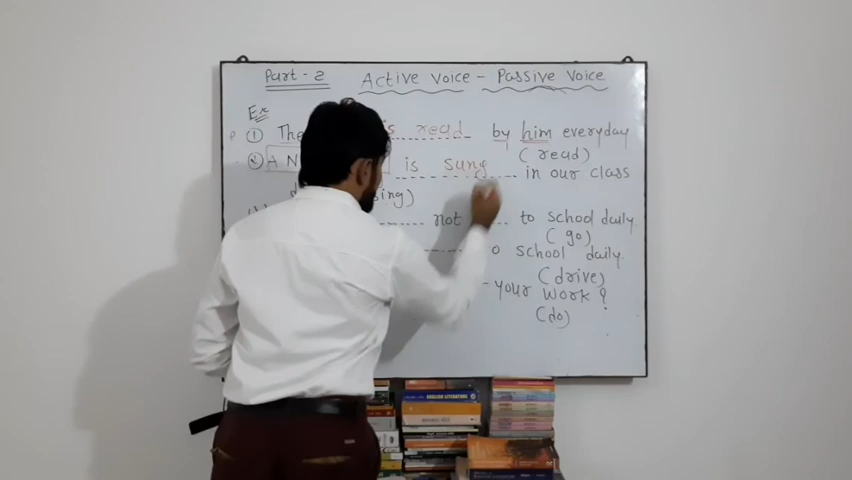 Part - 2 Active Voice - Passive Voice
Ex
① The is read by him everyday
(read)
② A N is sung in our class
sing)
not to school daily.
(go)
o school daily.
(drive)
- your work ?
(do)
ENGLISH LITERATURE